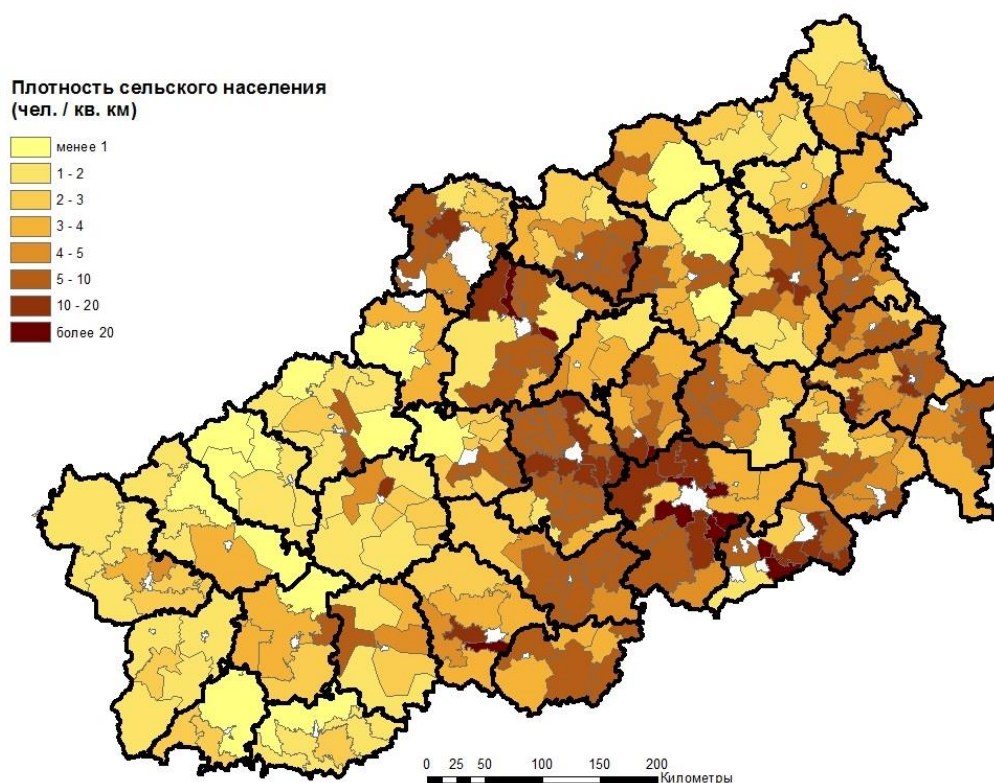 Плотность сельского населения
(чел. / кв. км)
менее 1
1 - 2
2 - 3
3 - 4
4 - 5
5 - 10
10 - 20
более 20
0 25 50 100 150 200
Километры